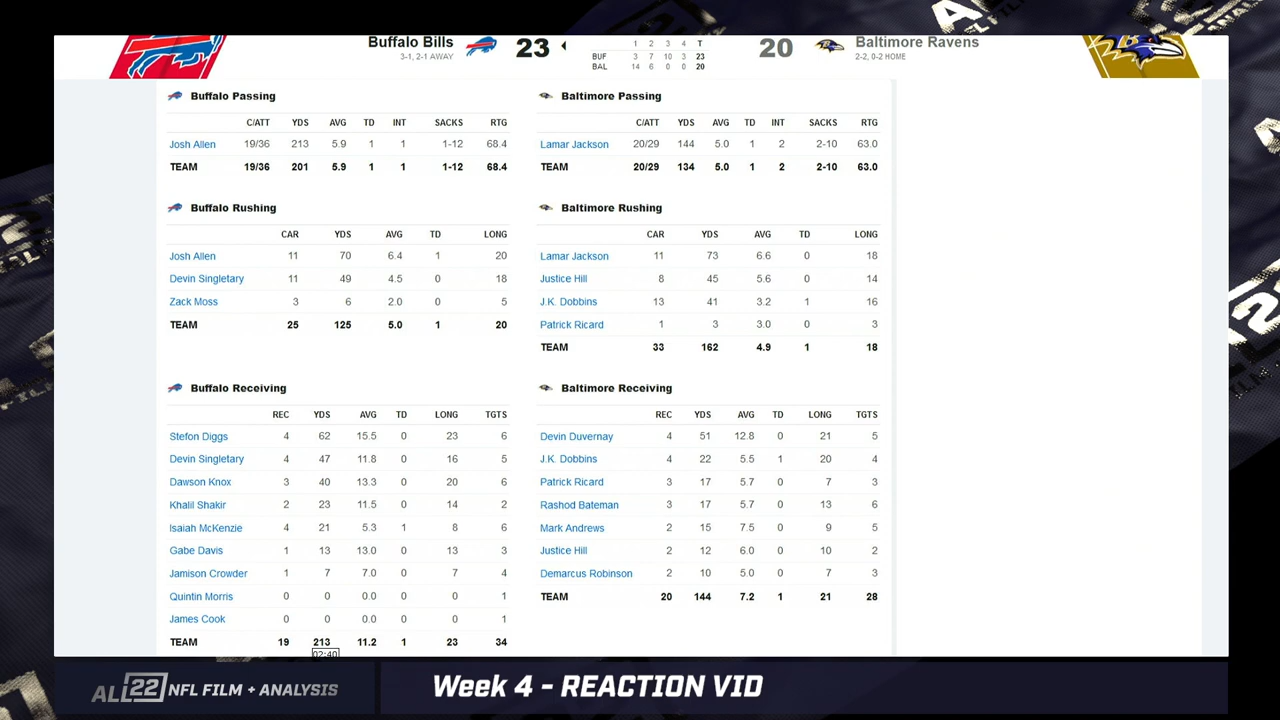 Buffalo Bills 23 1 2 3 4 T 20 Baltimore Ravens
3-1, 2-1 AWAY BUF 3 7 10 3 23 2-2, 0-2 HOME
BAL 14 6 0 0 20
Buffalo Passing
C/ATT YDS AVG TD INT SACKS RTG
Josh Allen 19/36 213 5.9 1 1 1-12 68.4
TEAM 19/36 201 5.9 1 1 1-12 68.4
Baltimore Passing
C/ATT YDS AVG TD INT SACKS RTG
Lamar Jackson 20/29 144 5.0 1 2 2-10 63.0
TEAM 20/29 134 5.0 1 2 2-10 63.0
Buffalo Rushing
CAR YDS AVG TD LONG
Josh Allen 11 70 6.4 1 20
Devin Singletary 11 49 4.5 0 18
Zack Moss 3 6 2.0 0 5
TEAM 25 125 5.0 1 20
Baltimore Rushing
CAR YDS AVG TD LONG
Lamar Jackson 11 73 6.6 0 18
Justice Hill 8 45 5.6 0 14
J.K. Dobbins 13 41 3.2 1 16
Patrick Ricard 1 3 3.0 0 3
TEAM 33 162 4.9 1 18
Buffalo Receiving
REC YDS AVG TD LONG TGTS
Stefon Diggs 4 62 15.5 0 23 6
Devin Singletary 4 47 11.8 0 16 5
Dawson Knox 3 40 13.3 0 20 6
Khalil Shakir 2 23 11.5 0 14 2
Isaiah McKenzie 4 21 5.3 1 8 6
Gabe Davis 1 13 13.0 0 13 3
Jamison Crowder 1 7 7.0 0 7 4
Quintin Morris 0 0 0.0 0 0 1
James Cook 0 0 0.0 0 0 1
TEAM 19 213 11.2 1 23 34
02:40
Baltimore Receiving
REC YDS AVG TD LONG TGTS
Devin Duvernay 4 51 12.8 0 21 5
J.K. Dobbins 4 22 5.5 1 20 4
Patrick Ricard 3 17 5.7 0 7 3
Rashod Bateman 3 17 5.7 0 13 6
Mark Andrews 2 15 7.5 0 9 5
Justice Hill 2 12 6.0 0 10 2
Demarcus Robinson 2 10 5.0 0 7 3
TEAM 20 144 7.2 1 21 28
ALL22 NFL FILM + ANALYSIS
Week 4 - REACTION VID